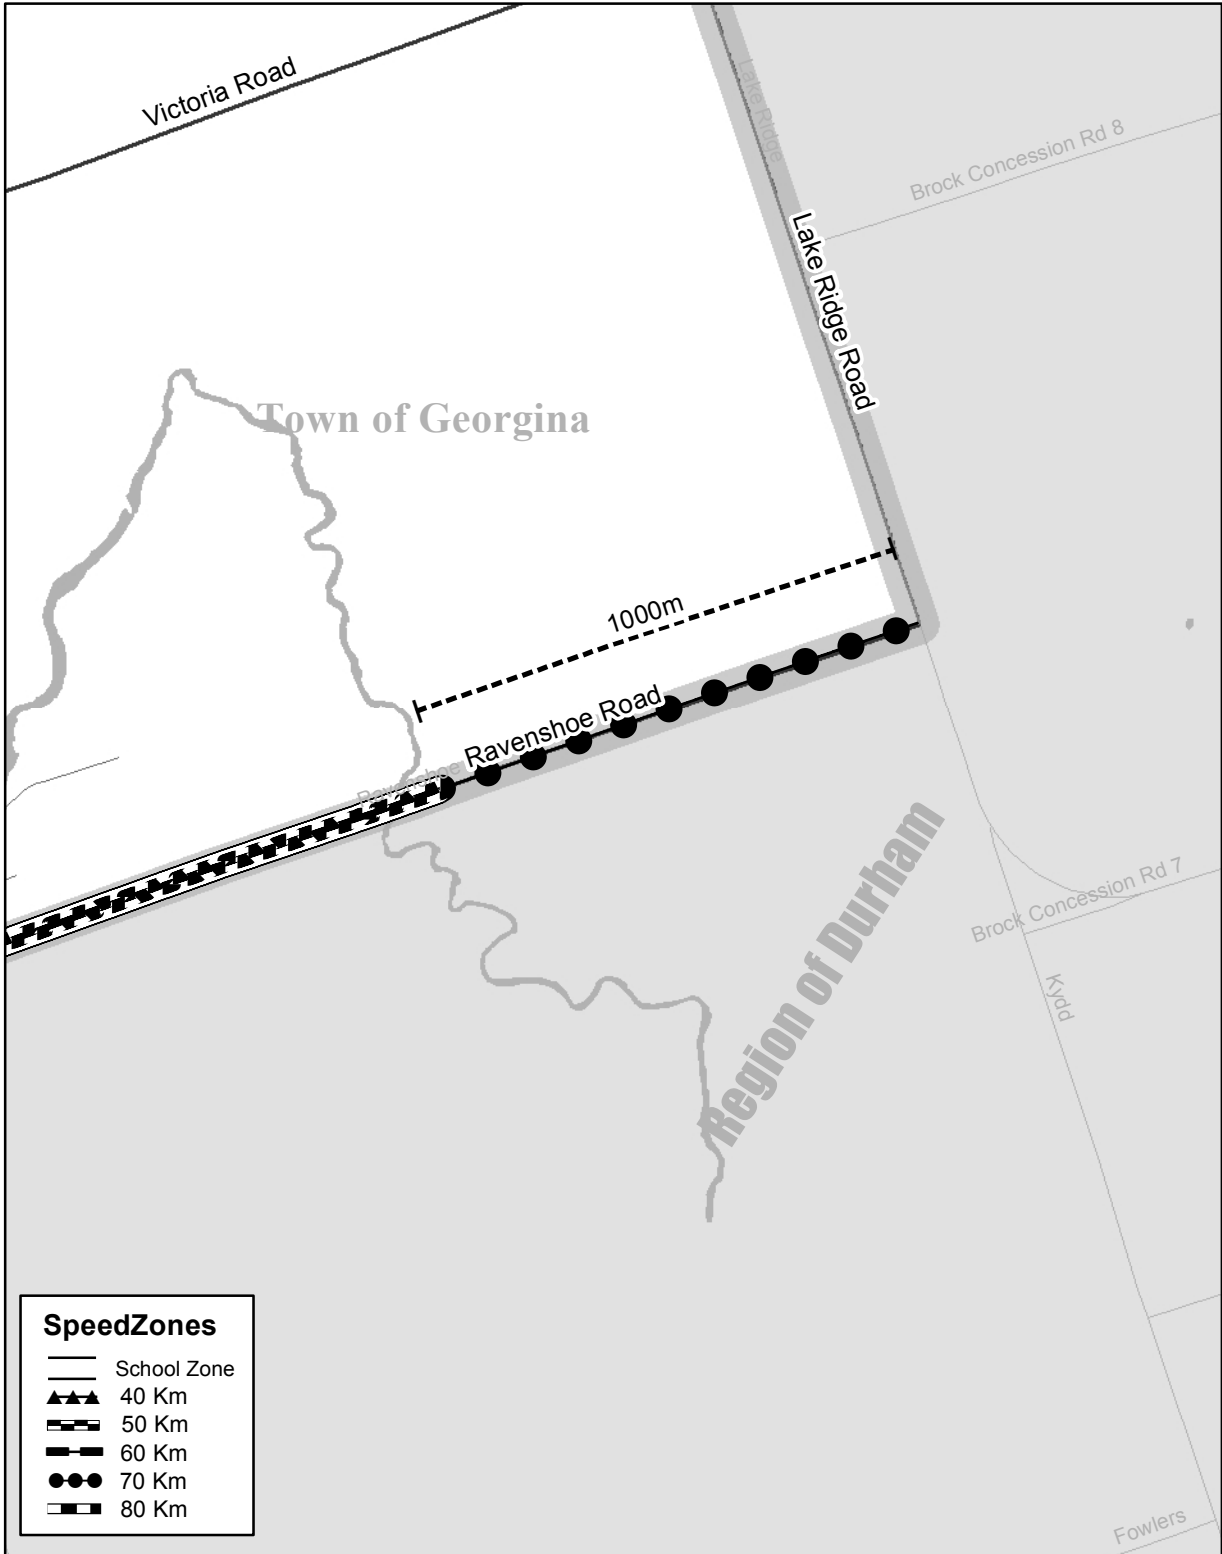 Victoria Road
Lake Ridge
Brock Concession Rd 8
Lake Ridge Road
Town of Georgina
1000m
Ravenshoe Road
Ravenshoe
Region of Durham
Brock Concession Rd 7
Kydd
SpeedZones
School Zone
40 Km
50 Km
60 Km
70 Km
80 Km
Fowlers